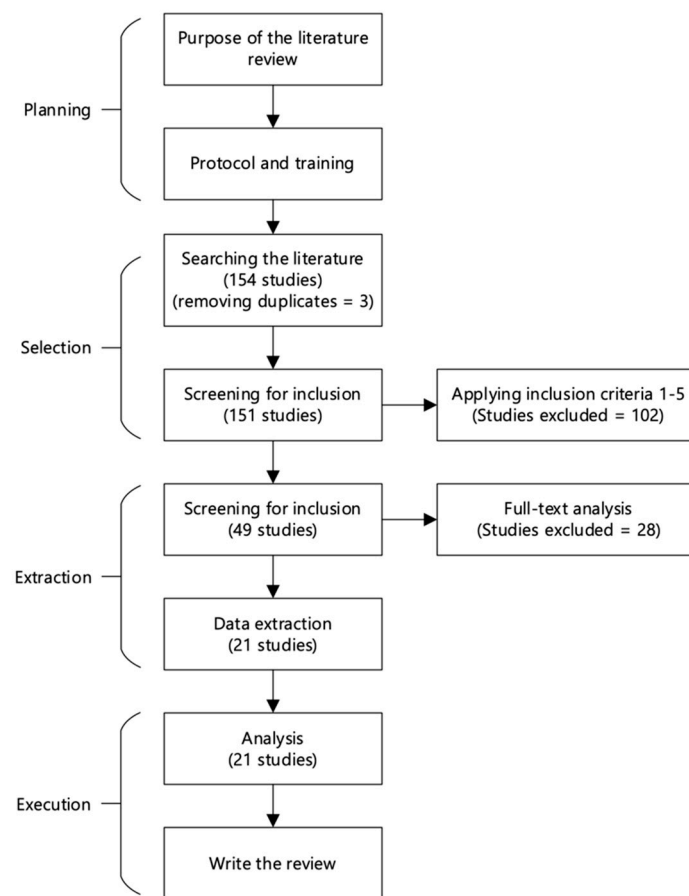 Purpose of the literature
review
Planning
Protocol and training
Searching the literature
(154 studies)
(removing duplicates = 3)
Selection
Screening for inclusion
(151 studies)
Applying inclusion criteria 1-5
(Studies excluded = 102)
Screening for inclusion
(49 studies)
Full-text analysis
(Studies excluded = 28)
Extraction
Data extraction
(21 studies)
Analysis
(21 studies)
Execution
Write the review